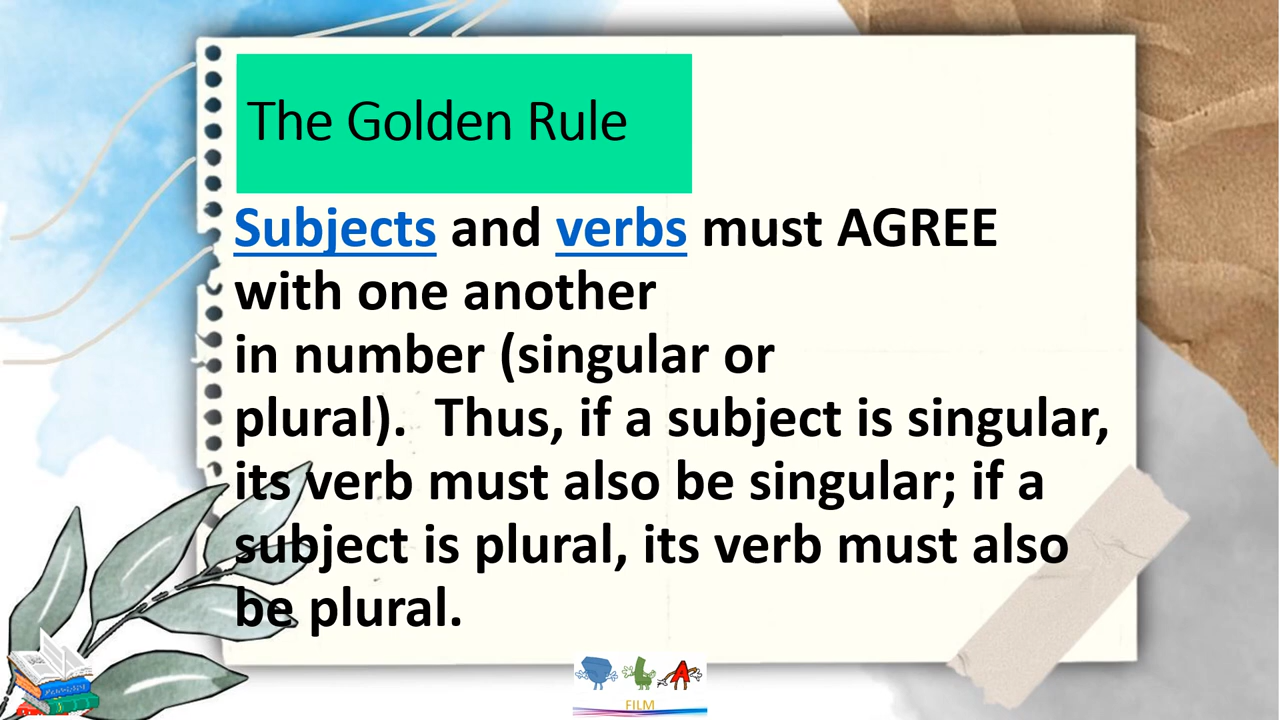 The Golden Rule
Subjects and verbs must AGREE
with one another
in number (singular or
plural).  Thus, if a subject is singular,
its verb must also be singular; if a
subject is plural, its verb must also
be plural.
FILM